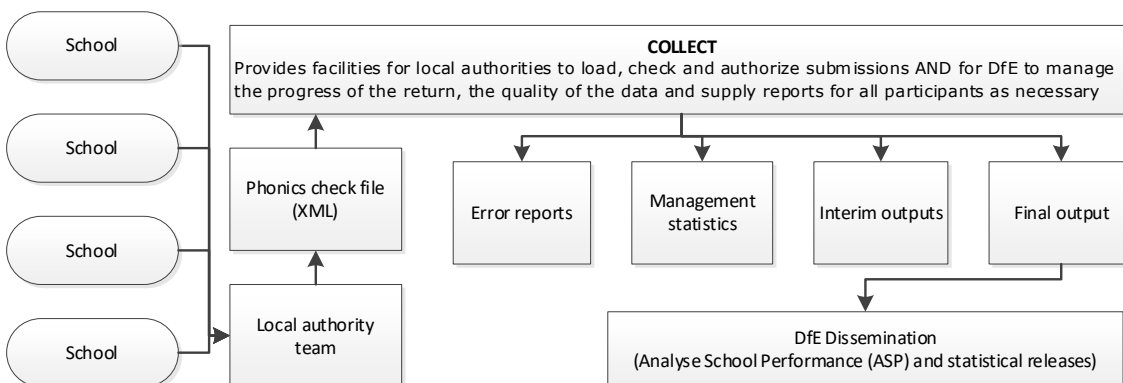 School
School
School
School
COLLECT
Provides facilities for local authorities to load, check and authorize submissions AND for DfE to manage
the progress of the return, the quality of the data and supply reports for all participants as necessary
Phonics check file
(XML)
Local authority
team
Error reports
Management
statistics
Interim outputs
Final output
DfE Dissemination
(Analyse School Performance (ASP) and statistical releases)